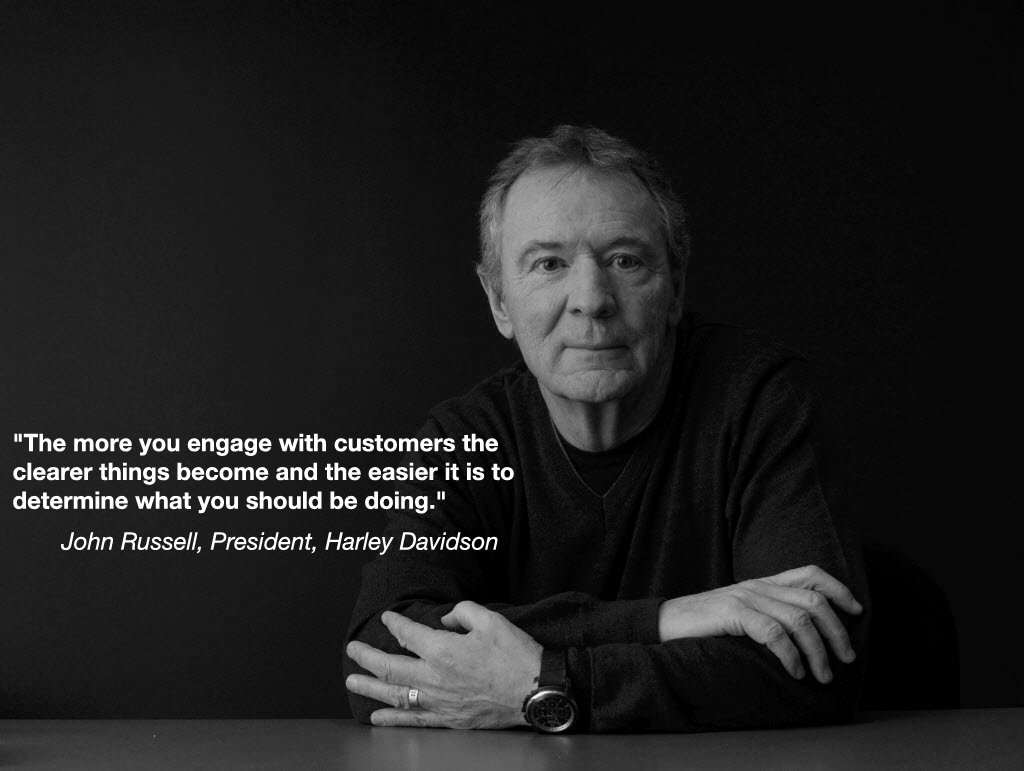 "The more you engage with customers the
clearer things become and the easier it is to
determine what you should be doing."
John Russell, President, Harley Davidson